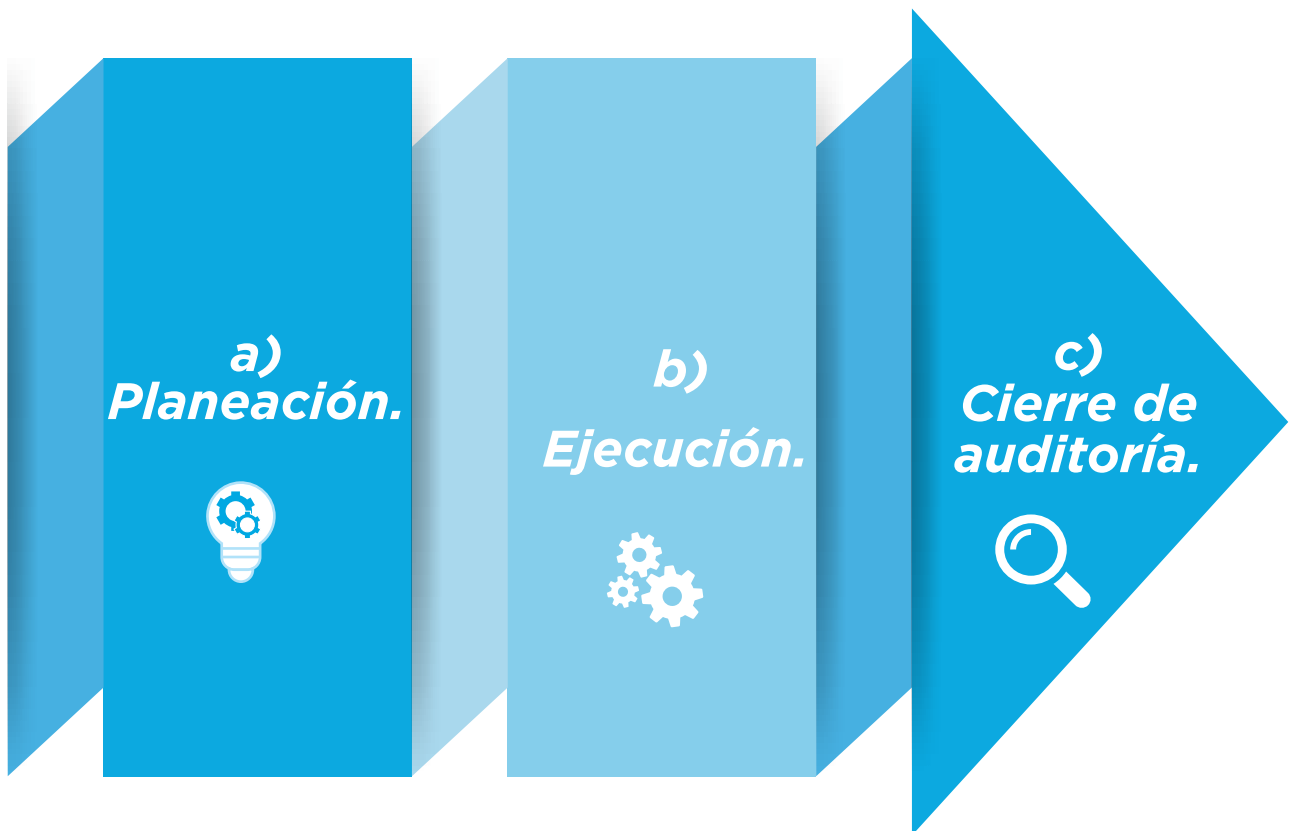 a)
Planeación.
b)
Ejecución.
c)
Cierre de
auditoría.